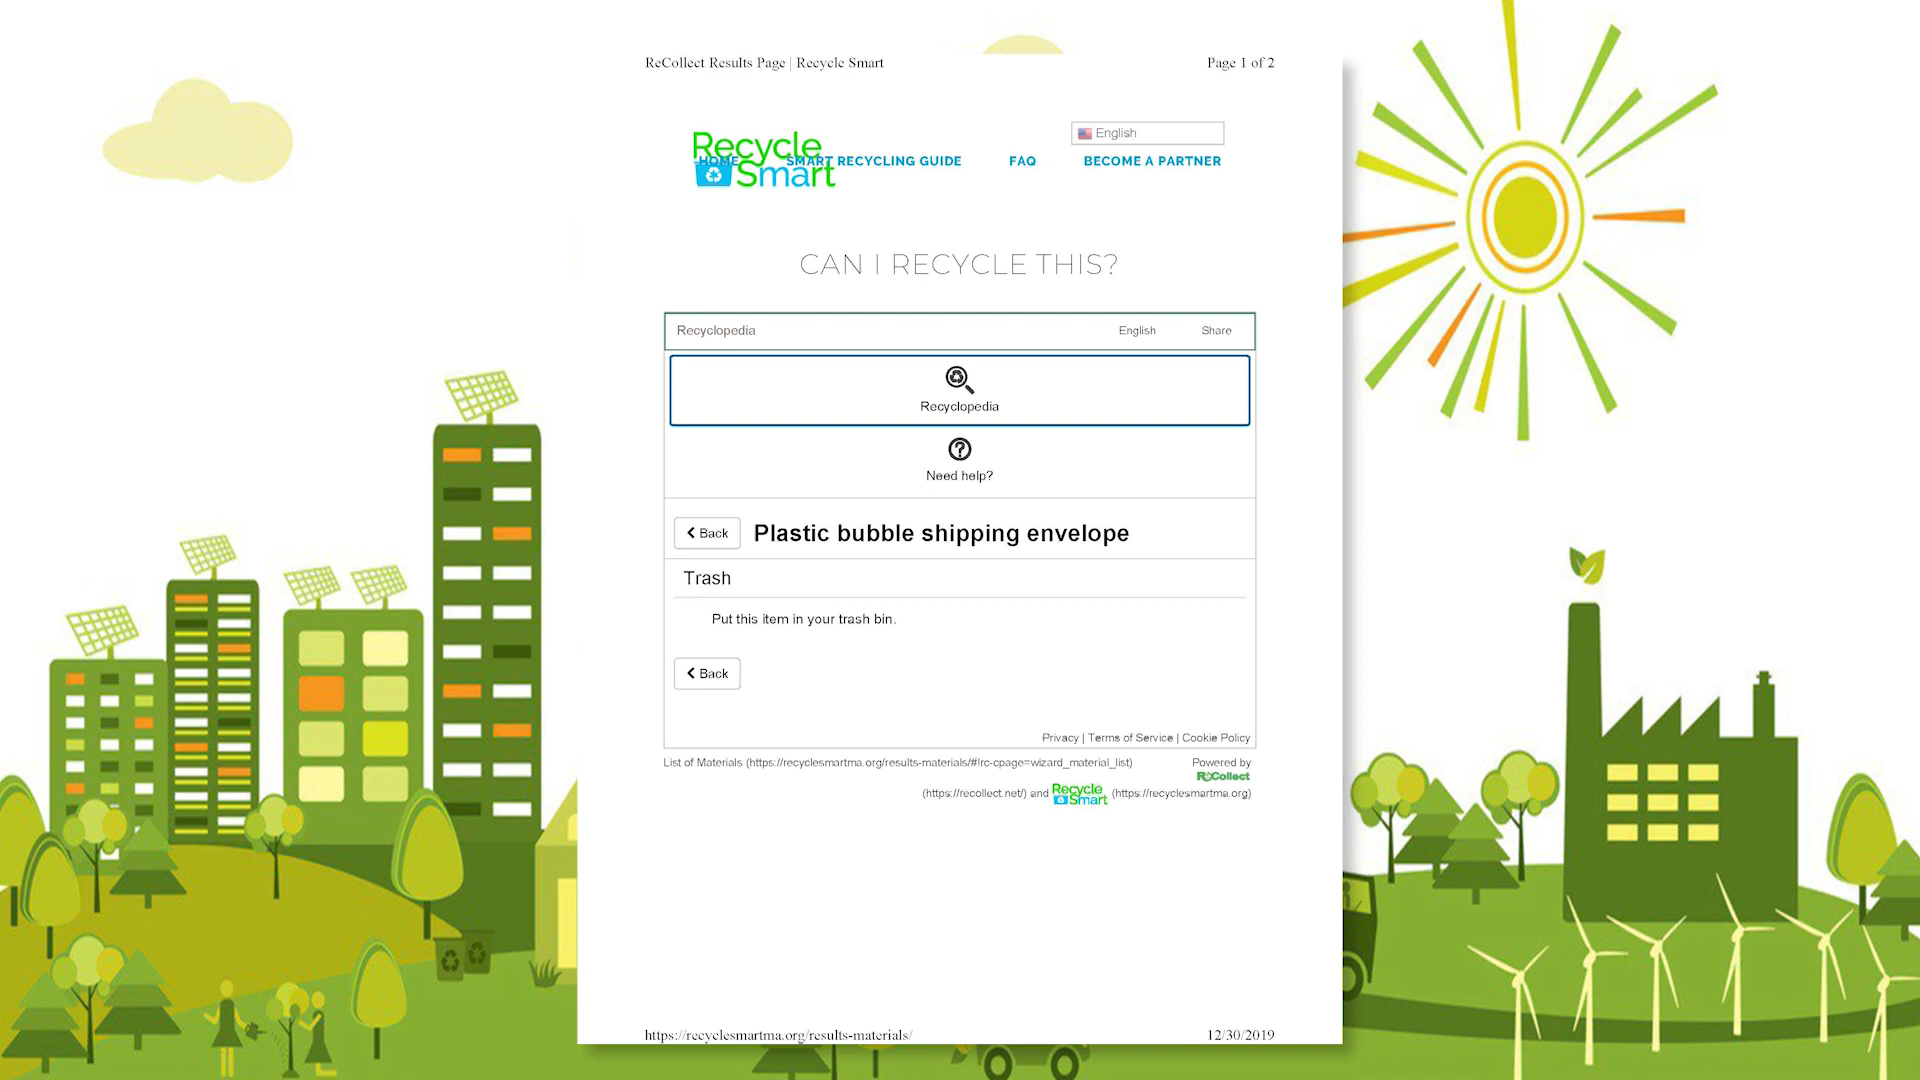 ReCollect Results Page | Recycle Smart Page 1 of 2
English
Recycle Smart
HOME SMART RECYCLING GUIDE FAQ BECOME A PARTNER
CAN I RECYCLE THIS?
Recyclopedia English Share
Recyclopedia
Need help?
Back Plastic bubble shipping envelope
Trash
Put this item in your trash bin.
Back
Privacy | Terms of Service | Cookie Policy
List of Materials (https://recyclesmartma.org/results-materials/#!rc-cpage=wizard_material_list) Powered by
ReCollect
(https://recollect.net/) and Recycle Smart (https://recyclesmartma.org)
https://recyclesmartma.org/results-materials/ 12/30/2019